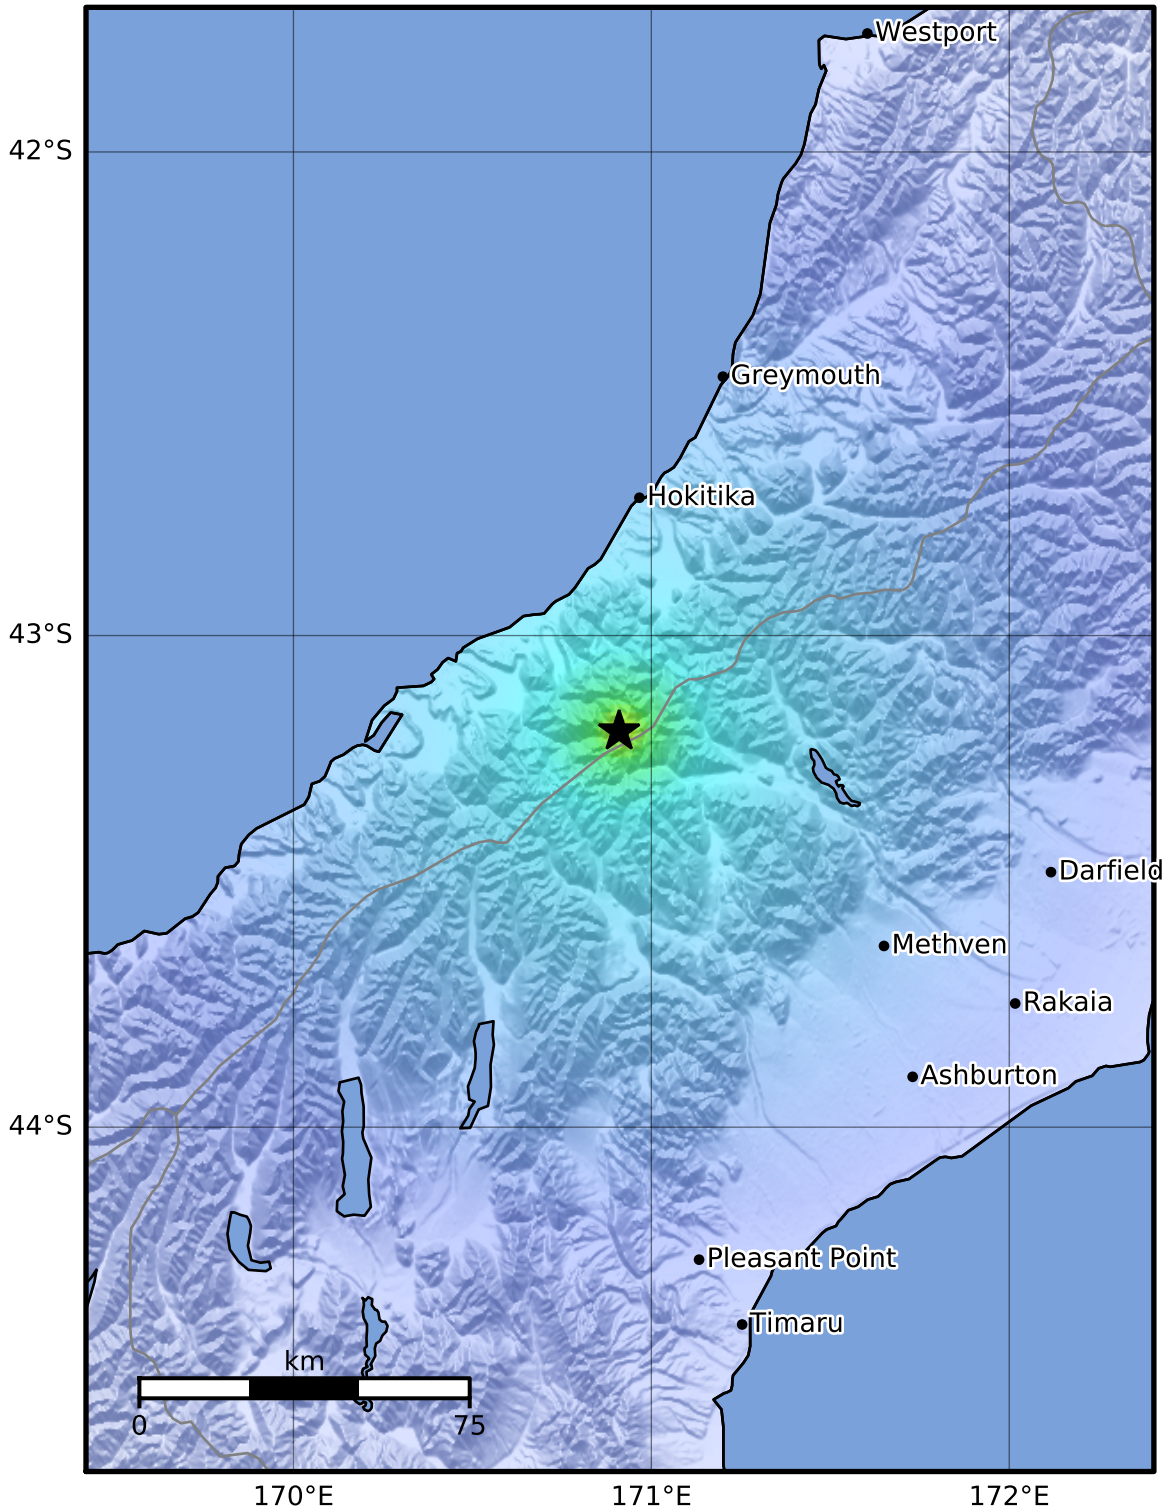 Westport
42°S
Greymouth
Hokitika
43°S
Darfield
Methven
Rakaia
Ashburton
44°S
Pleasant Point
Timaru
km
0 75
170°E 171°E 172°E